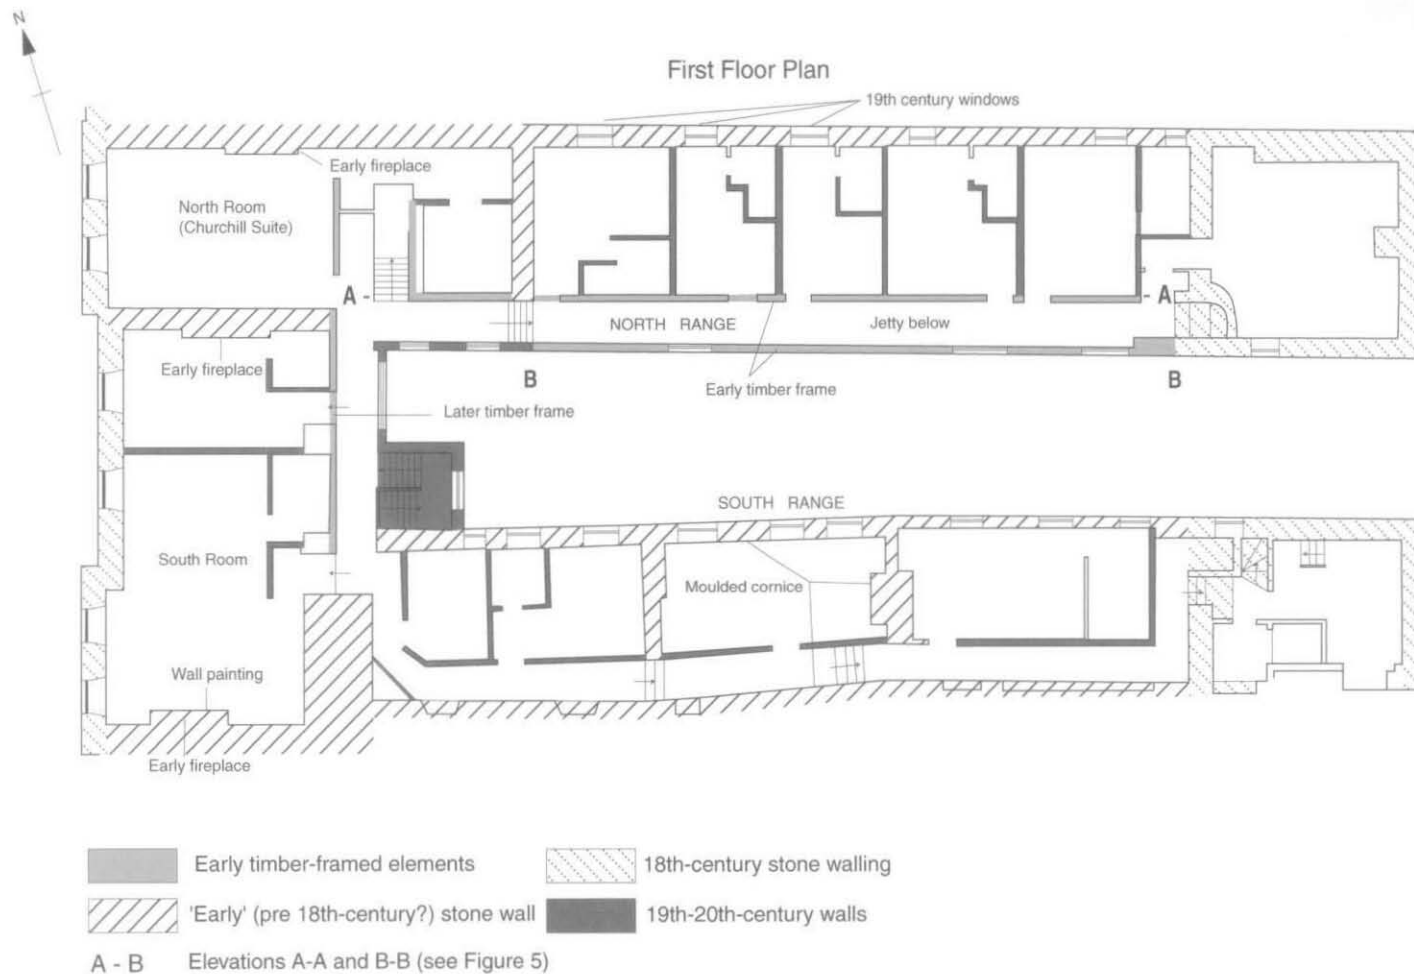 N
First Floor Plan
19th century windows
Early fireplace
North Room
(Churchill Suite)
A -
- A
NORTH RANGE
Jetty below
Early fireplace
B
B
Early timber frame
Later timber frame
SOUTH RANGE
South Room
Moulded cornice
Wall painting
Early fireplace
Early timber-framed elements
18th-century stone walling
'Early' (pre 18th-century?) stone wall
19th-20th-century walls
A - B Elevations A-A and B-B (see Figure 5)